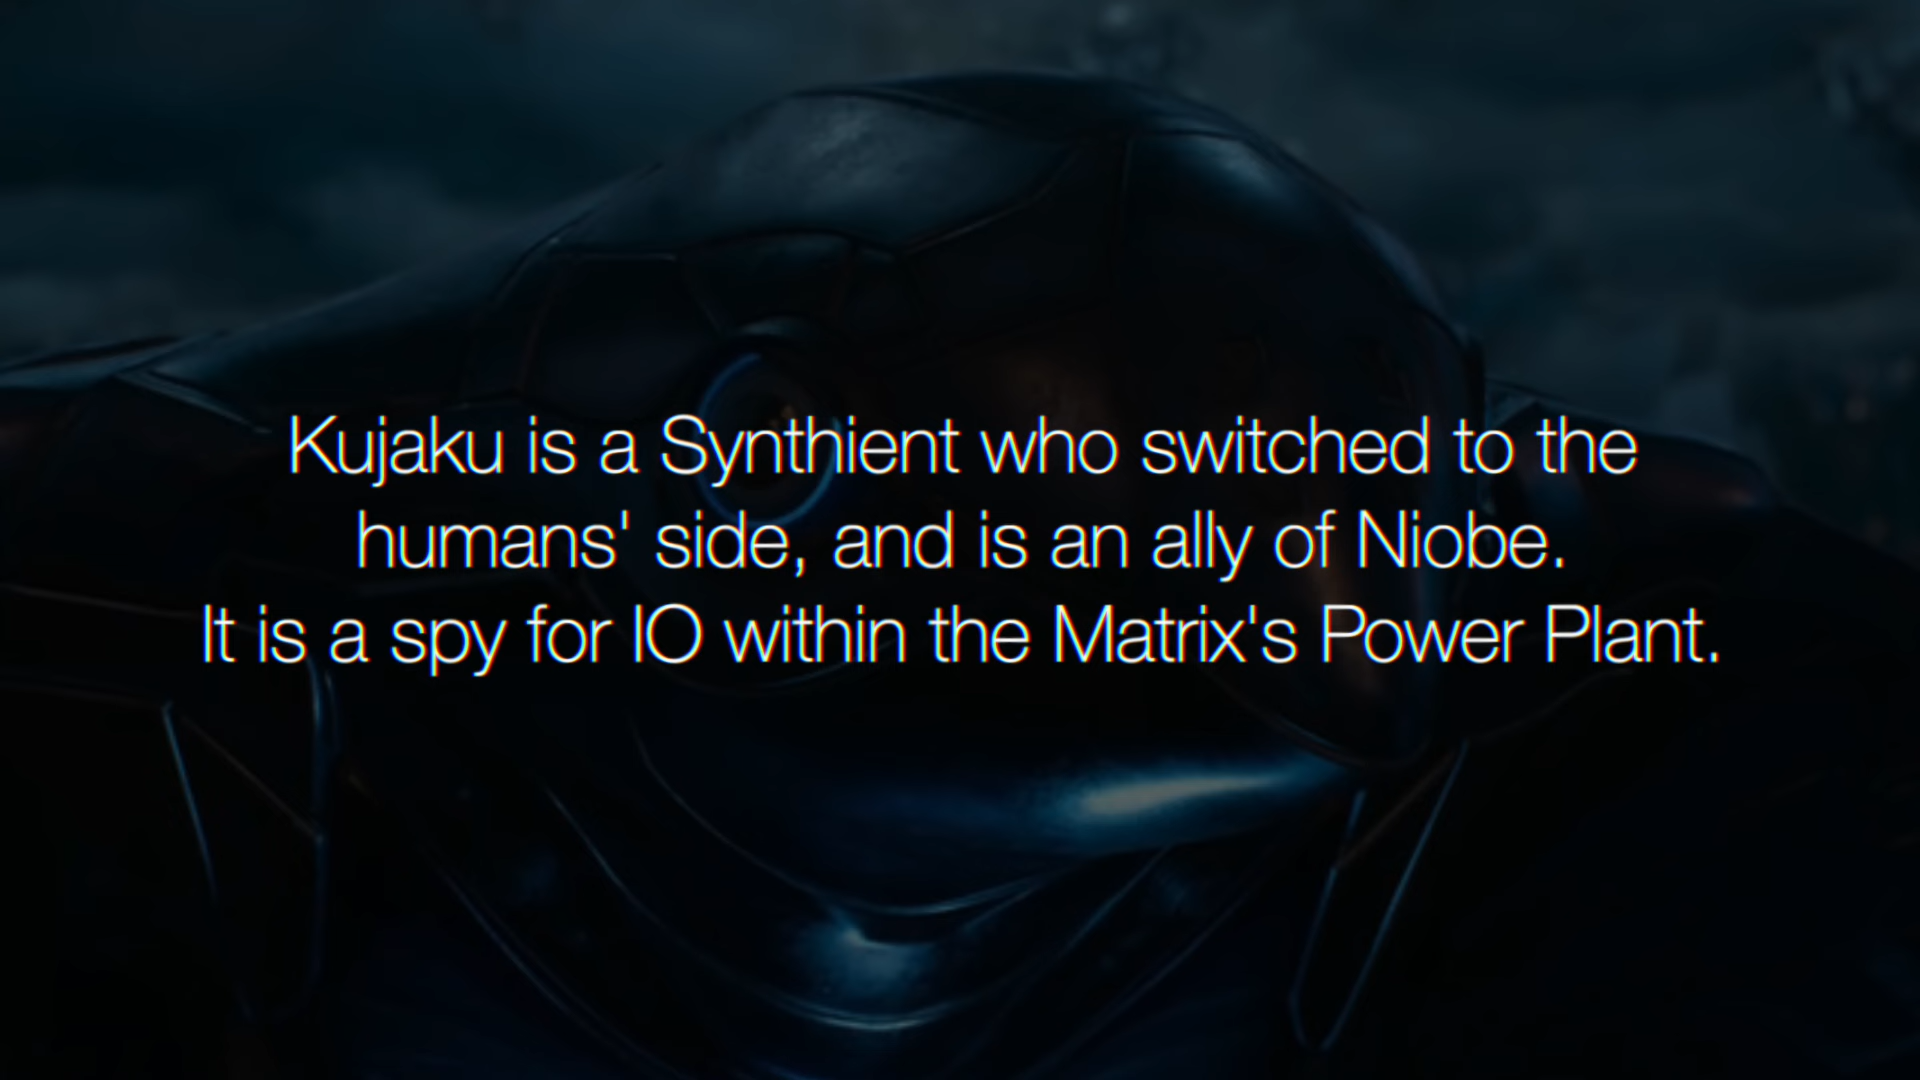 Kujaku is a Synthient who switched to the
humans' side, and is an ally of Niobe.
It is a spy for IO within the Matrix's Power Plant.